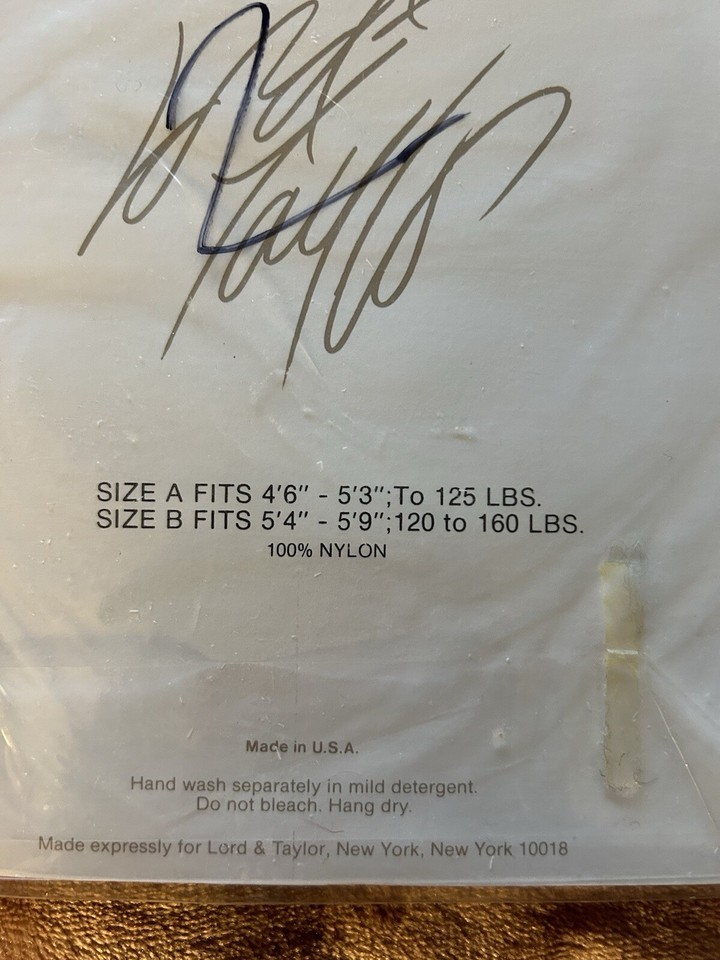 Lord &
Taylor
SIZE A FITS 4'6" - 5'3";To 125 LBS.
SIZE B FITS 5'4" - 5'9";120 to 160 LBS.
100% NYLON
Made in U.S.A.
Hand wash separately in mild detergent.
Do not bleach. Hang dry.
Made expressly for Lord & Taylor, New York, New York 10018